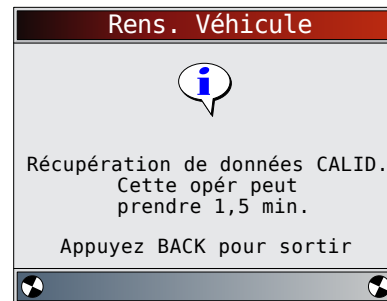 Rens. Véhicule
Récupération de données CALID.
Cette opér peut
prendre 1,5 min.
Appuyez BACK pour sortir